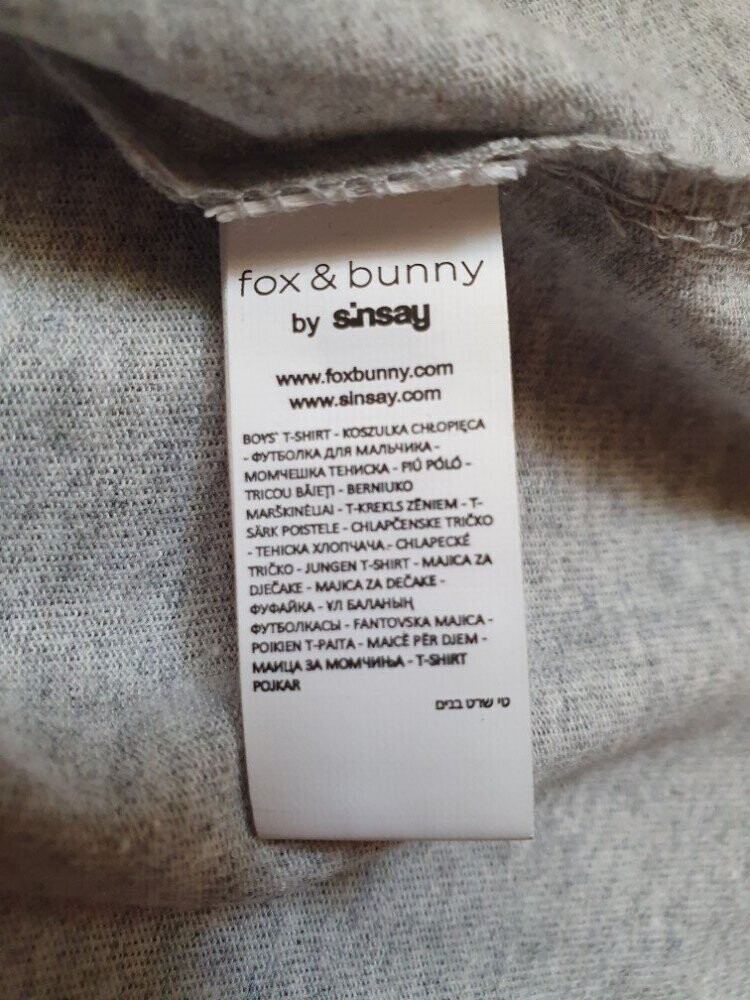 fox & bunny
by sinsay
www.foxbunny.com
www.sinsay.com
BOYS' T-SHIRT - KOSZULKA CHŁOPIĘCA
- ФУТБОЛКА ДЛЯ МАЛЬЧИКА -
МОМЧЕШКА ТЕНИСКА - FIÚ PÓLÓ -
TRICOU BĂIEȚI - BERNIUKO
MARŠKINĖLIAI - T-KREKLS ZĒNIEM - T-
SÄRK POISTELE - CHLAPČENSKE TRIČKO
- ТЕНІСКА ХЛОПЧАЧА.- CHLAPECKÉ
TRIČKO - JUNGEN T-SHIRT - MAJICA ZA
DJEČAKE - MAJICA ZA DEČAKE -
ФУФАЙКА - ҰЛ БАЛАНЫҢ
ФУТБОЛКАСЫ - FANTOVSKA MAJICA -
POIKIEN T-PAITA - MAICË PËR DJEM -
МАИЦА ЗА МОМЧИЊА - T-SHIRT
POJKAR
טי שרט בנים